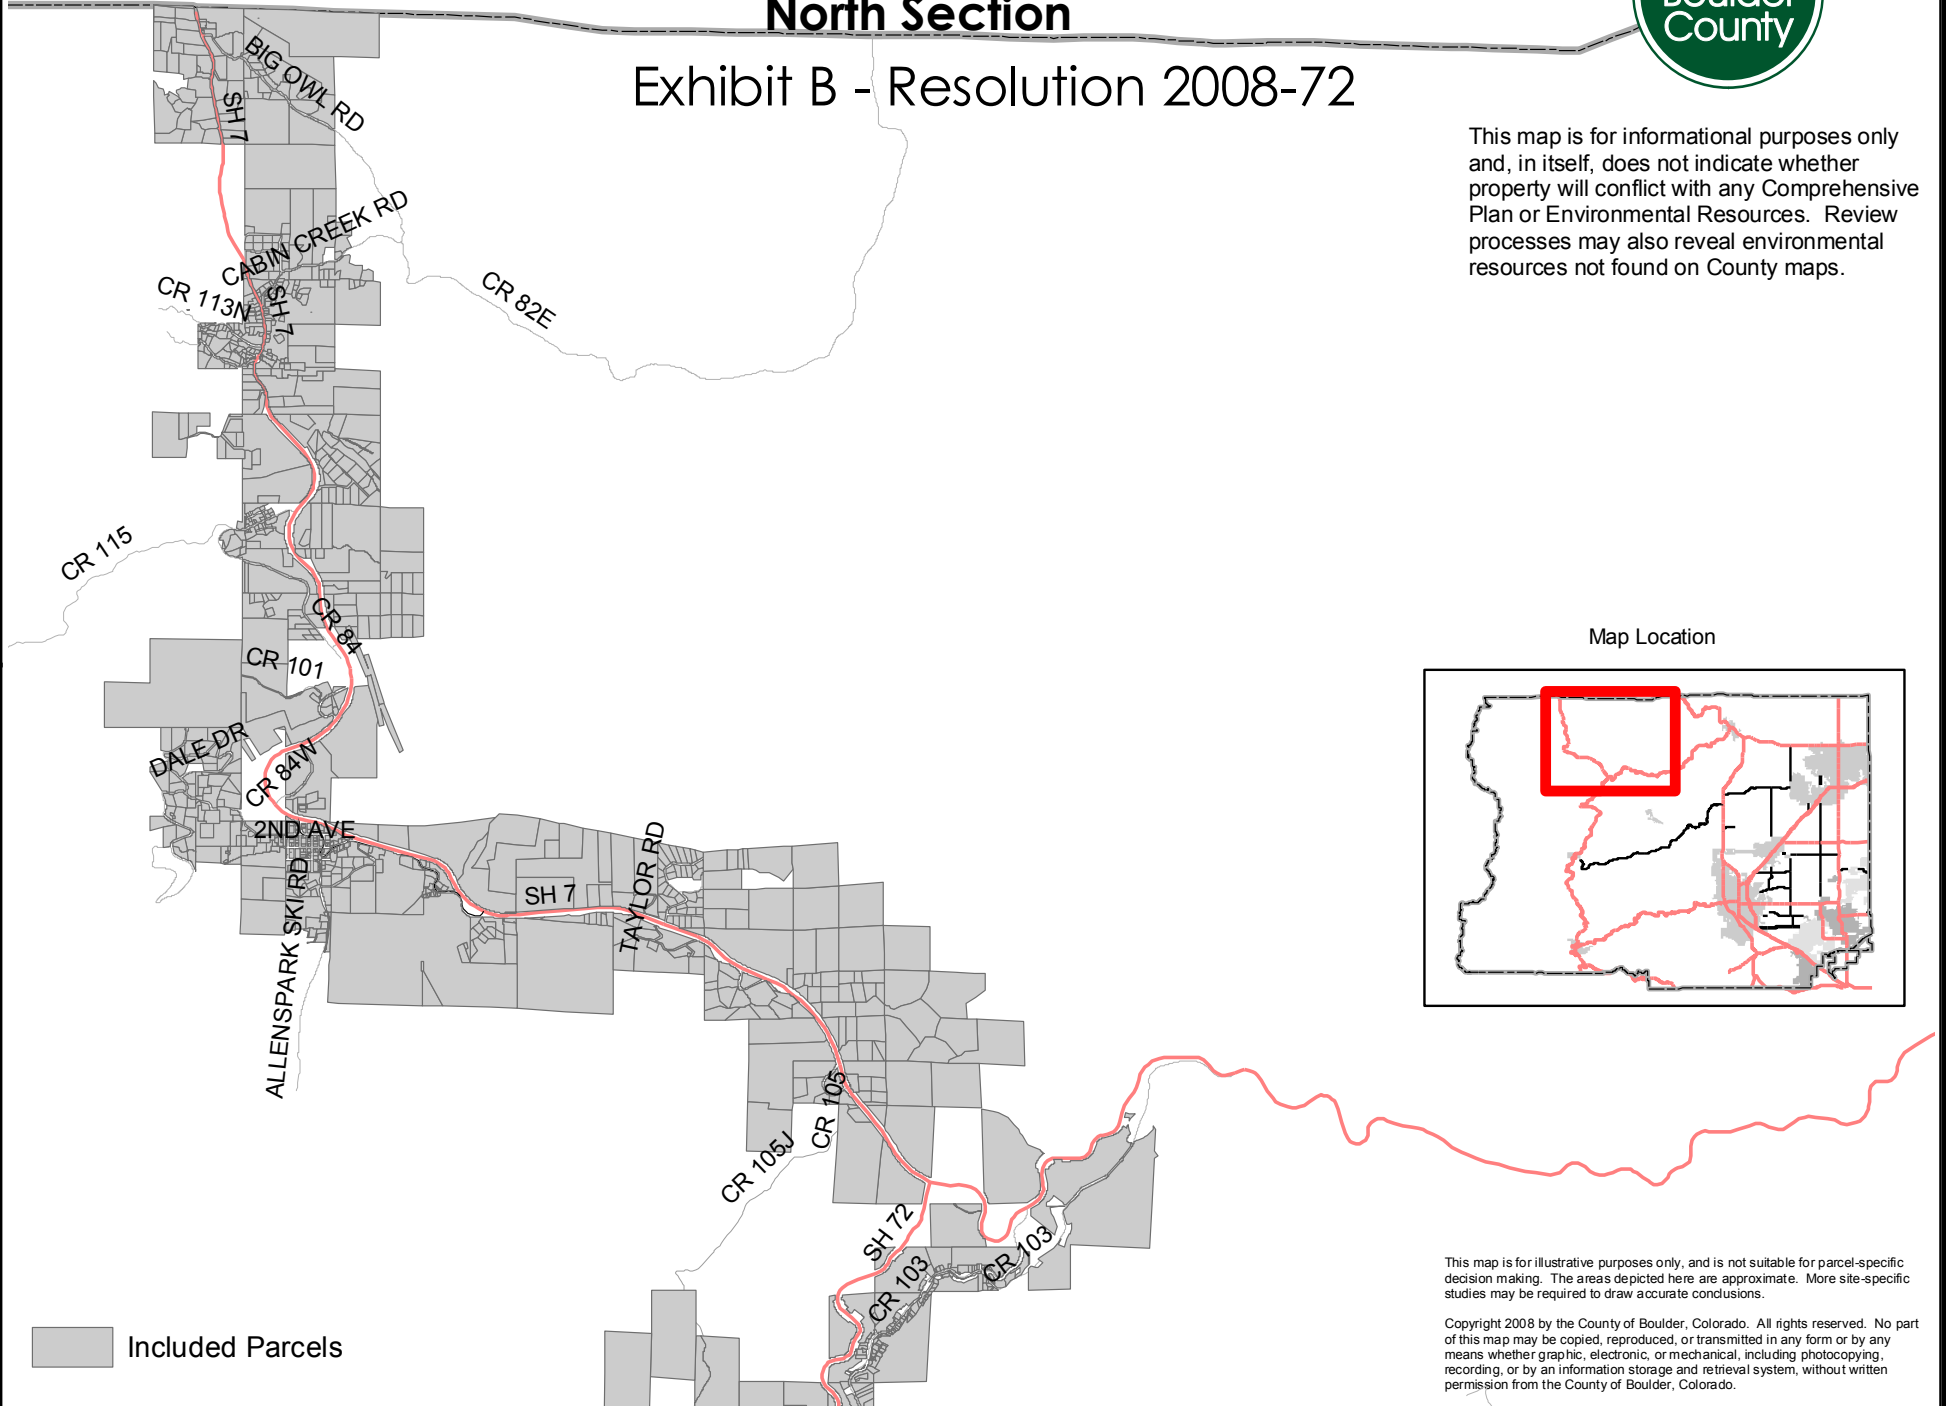 North Section
Exhibit B - Resolution 2008-72
Boulder
County
This map is for informational purposes only
and, in itself, does not indicate whether
property will conflict with any Comprehensive
Plan or Environmental Resources. Review
processes may also reveal environmental
resources not found on County maps.
BIG OWL RD
SH 7
CABIN CREEK RD
CR 113N
SH 7
CR 82E
CR 115
CR 84
CR 101
DALE DR
CR 84W
2ND AVE
ALLENSPARK SKI RD
SH 7
TAYLOR RD
CR 105
CR 105J
SH 72
CR 103
CR 103
Map Location
Included Parcels
This map is for illustrative purposes only, and is not suitable for parcel-specific
decision making. The areas depicted here are approximate. More site-specific
studies may be required to draw accurate conclusions.
Copyright 2008 by the County of Boulder, Colorado. All rights reserved. No part
of this map may be copied, reproduced, or transmitted in any form or by any
means whether graphic, electronic, or mechanical, including photocopying,
recording, or by an information storage and retrieval system, without written
permission from the County of Boulder, Colorado.